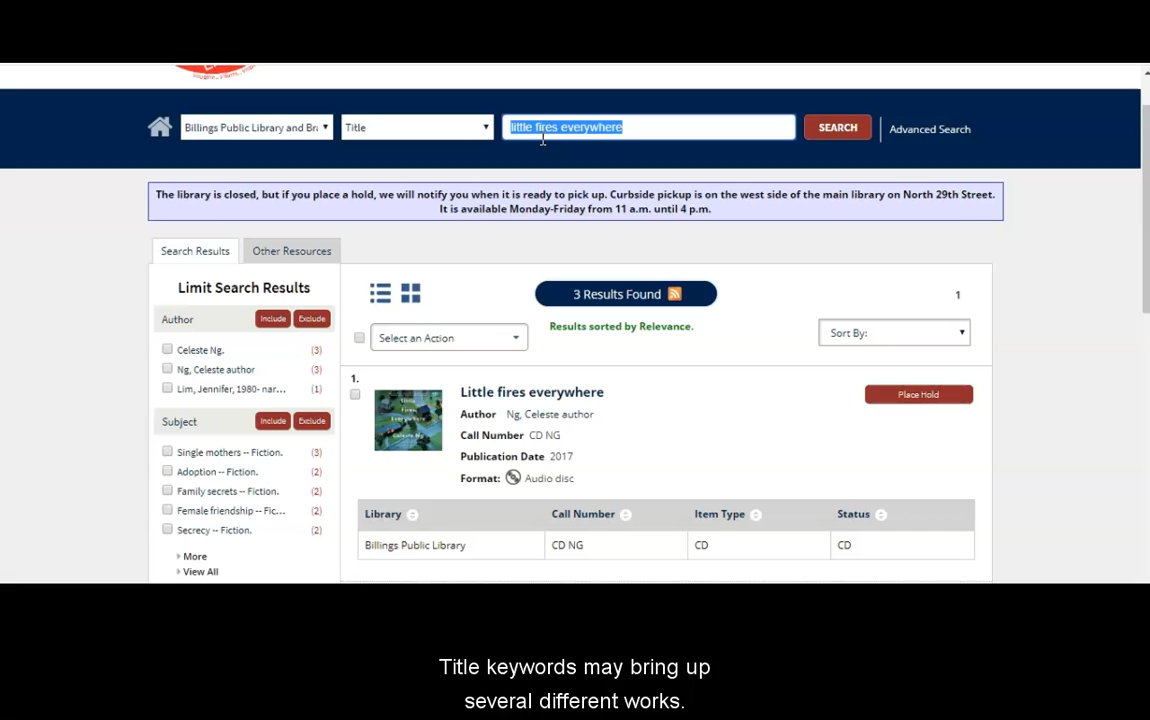 Billings Public Library and Bra
Title
little fires everywhere
SEARCH
Advanced Search
The library is closed, but if you place a hold, we will notify you when it is ready to pick up. Curbside pickup is on the west side of the main library on North 29th Street.
It is available Monday-Friday from 11 a.m. until 4 p.m.
Search Results
Other Resources
Limit Search Results
Author
Include
Exclude
Celeste Ng. (3)
Ng, Celeste author (3)
Lim, Jennifer, 1980- nar... (1)
Subject
Include
Exclude
Single mothers -- Fiction. (3)
Adoption -- Fiction. (2)
Family secrets -- Fiction. (2)
Female friendship -- Fic... (2)
Secrecy -- Fiction. (2)
More
View All
3 Results Found
1
Select an Action
Results sorted by Relevance.
Sort By:
1.
Little fires everywhere
Place Hold
Author Ng, Celeste author
Call Number CD NG
Publication Date 2017
Format: Audio disc
Little
Fires
Everywhere
Celeste Ng
Library Call Number Item Type Status
Billings Public Library CD NG CD CD
Title keywords may bring up
several different works.